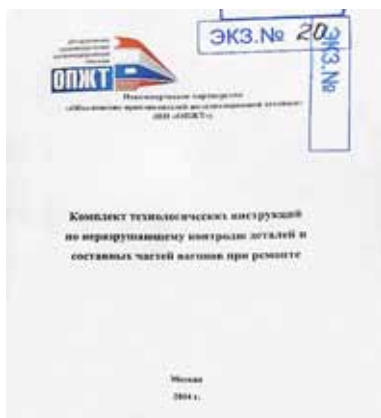 ЭКЗ.№ 20
ЭКЗ.№
ОПЖТ
Некоммерческое партнерство
«Объединение производителей железнодорожной техники»
(НП «ОПЖТ»)
Комплект технологических инструкций
по неразрушающему контролю деталей и
составных частей вагонов при ремонте
Москва
2014 г.